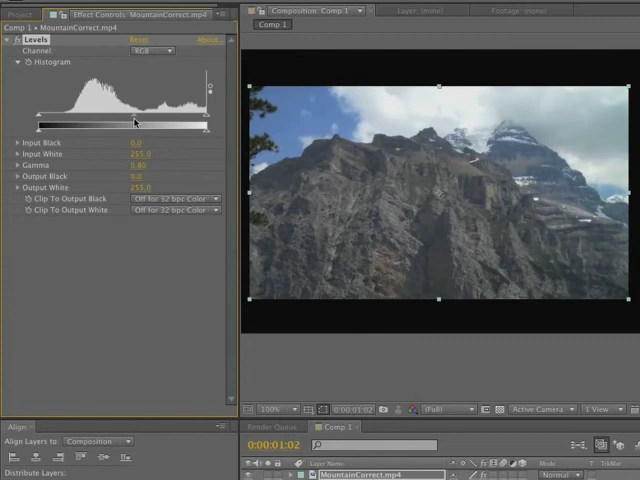 Project
Effect Controls: MountainCorrect.mp4
Comp 1 • MountainCorrect.mp4
fx Levels Reset About...
Channel: RGB
Histogram
Input Black 0.0
Input White 255.0
Gamma 0.80
Output Black 0.0
Output White 255.0
Clip To Output Black Off for 32 bpc Color
Clip To Output White Off for 32 bpc Color
Align
Align Layers to: Composition
Distribute Layers:
Composition: Comp 1
Layer: (none)
Footage: (none)
Comp 1
100% 0:00:01:02 (Full) Active Camera 1 View
Render Queue Comp 1
0:00:01:02
# Layer Name Mode T TrkMat
1 MountainCorrect.mp4 Normal